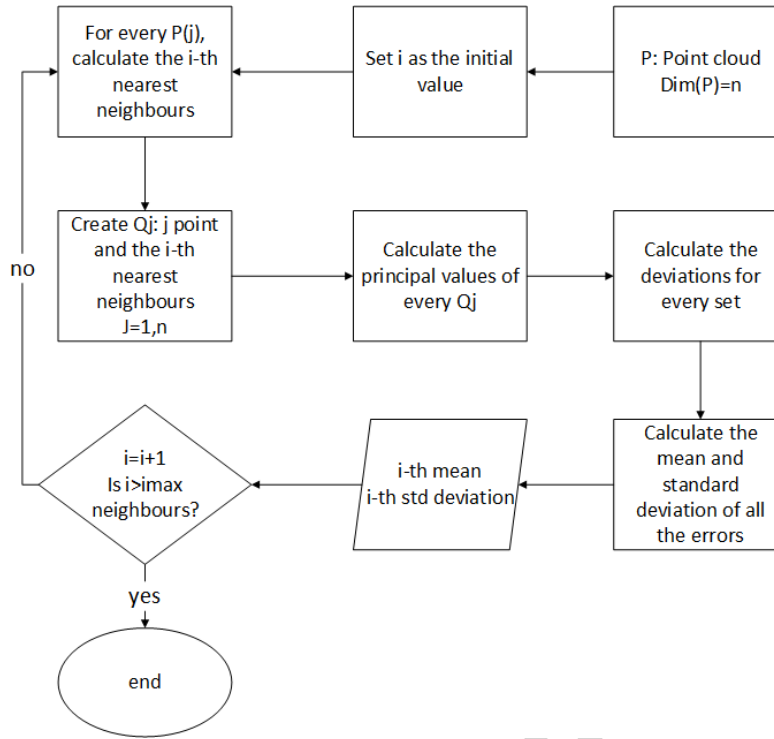 For every P(j),
calculate the i-th
nearest
neighbours
Set i as the initial
value
P: Point cloud
Dim(P)=n
Create Qj: j point
and the i-th
nearest
neighbours
J=1,n
Calculate the
principal values of
every Qj
Calculate the
deviations for
every set
no
i=i+1
Is i>imax
neighbours?
i-th mean
i-th std deviation
Calculate the
mean and
standard
deviation of all
the errors
yes
end